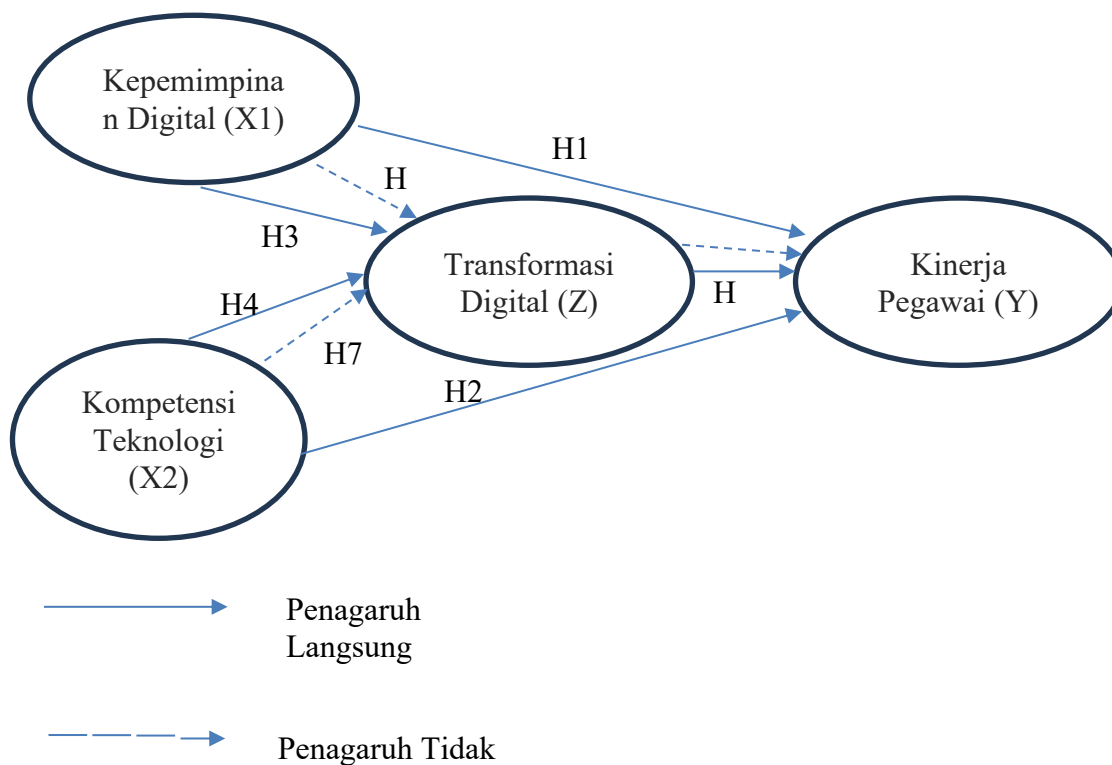 Kepemimpina
n Digital (X1)
H1
H
H3
Transformasi
Digital (Z)
Kinerja
Pegawai (Y)
H
H4
H7
H2
Kompetensi
Teknologi
(X2)
Penagaruh
Langsung
Penagaruh Tidak